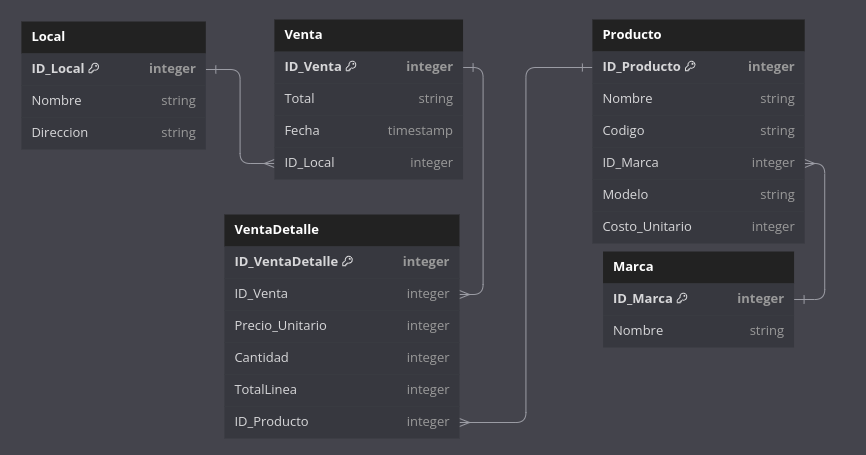 Local
ID_Local integer
Nombre string
Direccion string
Venta
ID_Venta integer
Total string
Fecha timestamp
ID_Local integer
Producto
ID_Producto integer
Nombre string
Codigo string
ID_Marca integer
Modelo string
Costo_Unitario integer
VentaDetalle
ID_VentaDetalle integer
ID_Venta integer
Precio_Unitario integer
Cantidad integer
TotalLinea integer
ID_Producto integer
Marca
ID_Marca integer
Nombre string